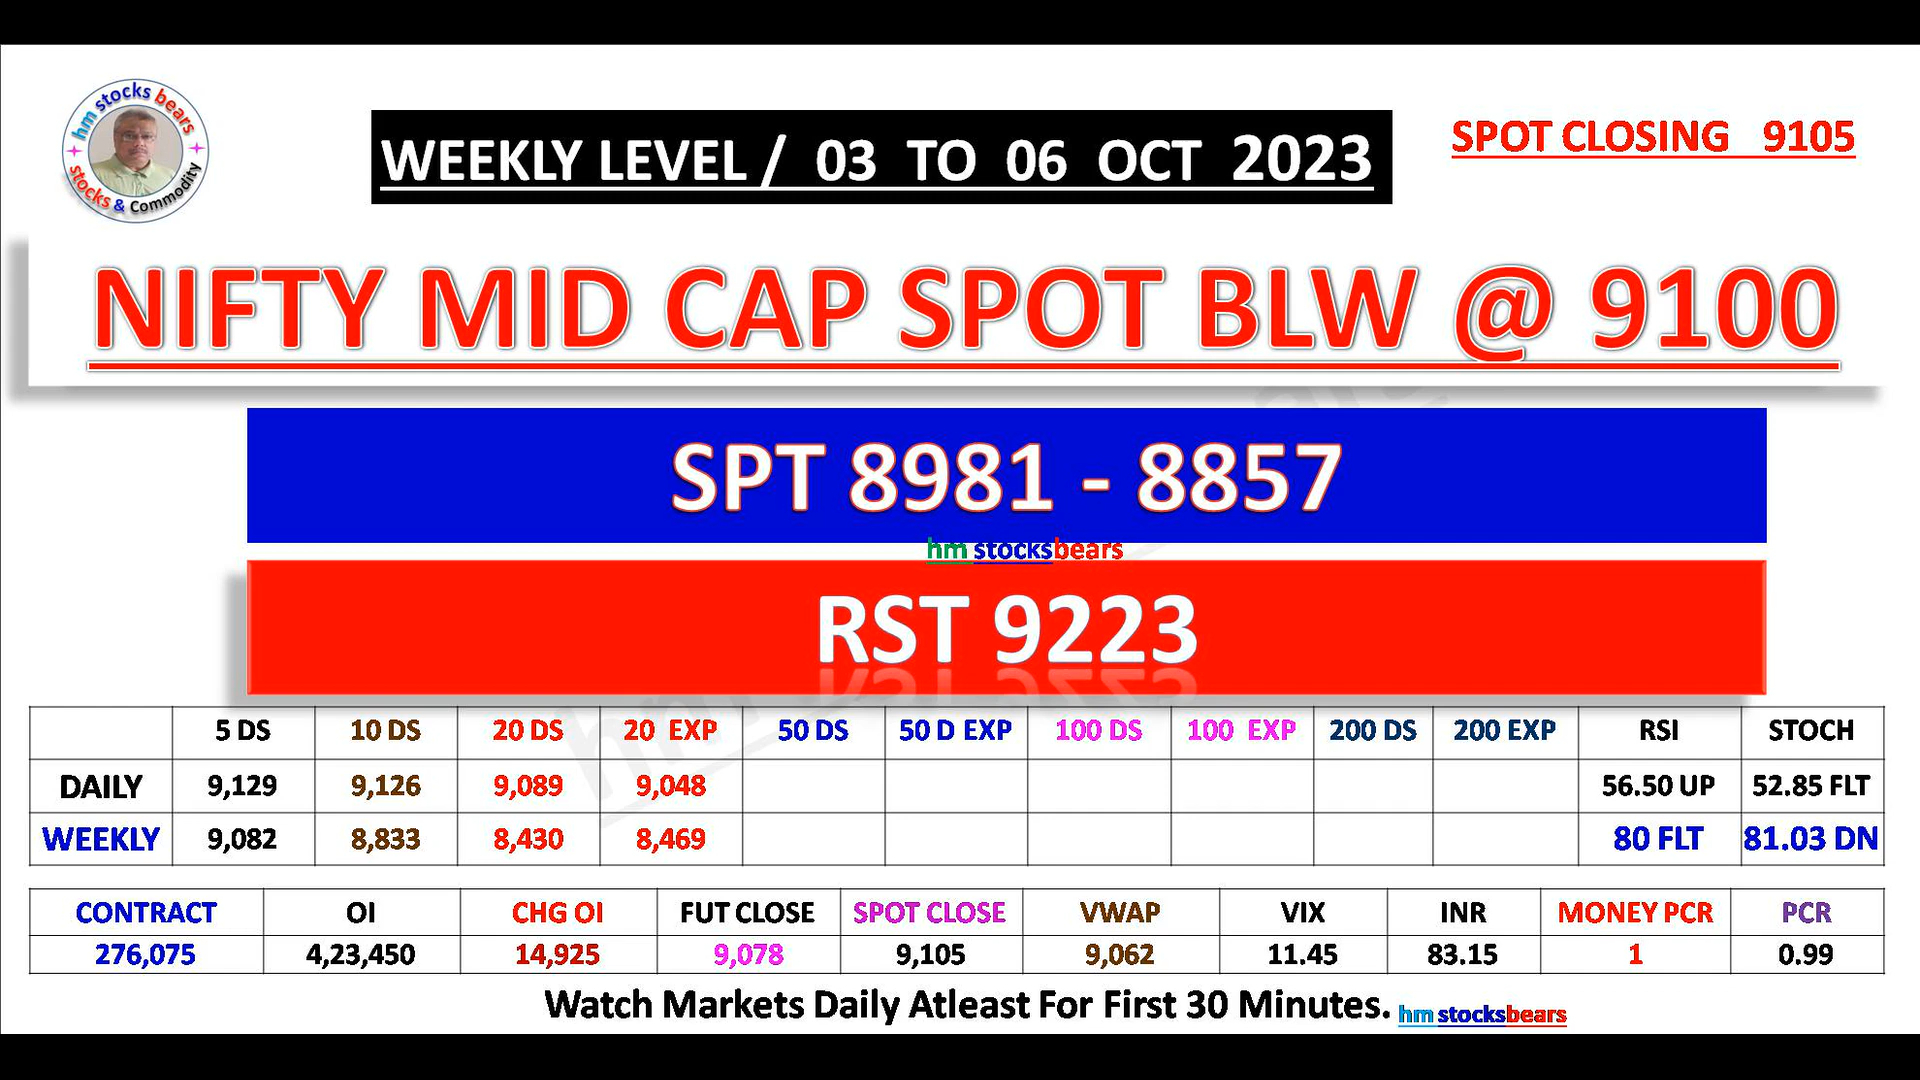 hm stocks bears
stocks & Commodity
WEEKLY LEVEL / 03 TO 06 OCT 2023
SPOT CLOSING 9105
NIFTY MID CAP SPOT BLW @ 9100
SPT 8981 - 8857
hm stocksbears
RST 9223
5 DS 10 DS 20 DS 20 EXP 50 DS 50 D EXP 100 DS 100 EXP 200 DS 200 EXP RSI STOCH
DAILY 9,129 9,126 9,089 9,048 56.50 UP 52.85 FLT
WEEKLY 9,082 8,833 8,430 8,469 80 FLT 81.03 DN
CONTRACT OI CHG OI FUT CLOSE SPOT CLOSE VWAP VIX INR MONEY PCR PCR
276,075 4,23,450 14,925 9,078 9,105 9,062 11.45 83.15 1 0.99
Watch Markets Daily Atleast For First 30 Minutes. hm stocksbears